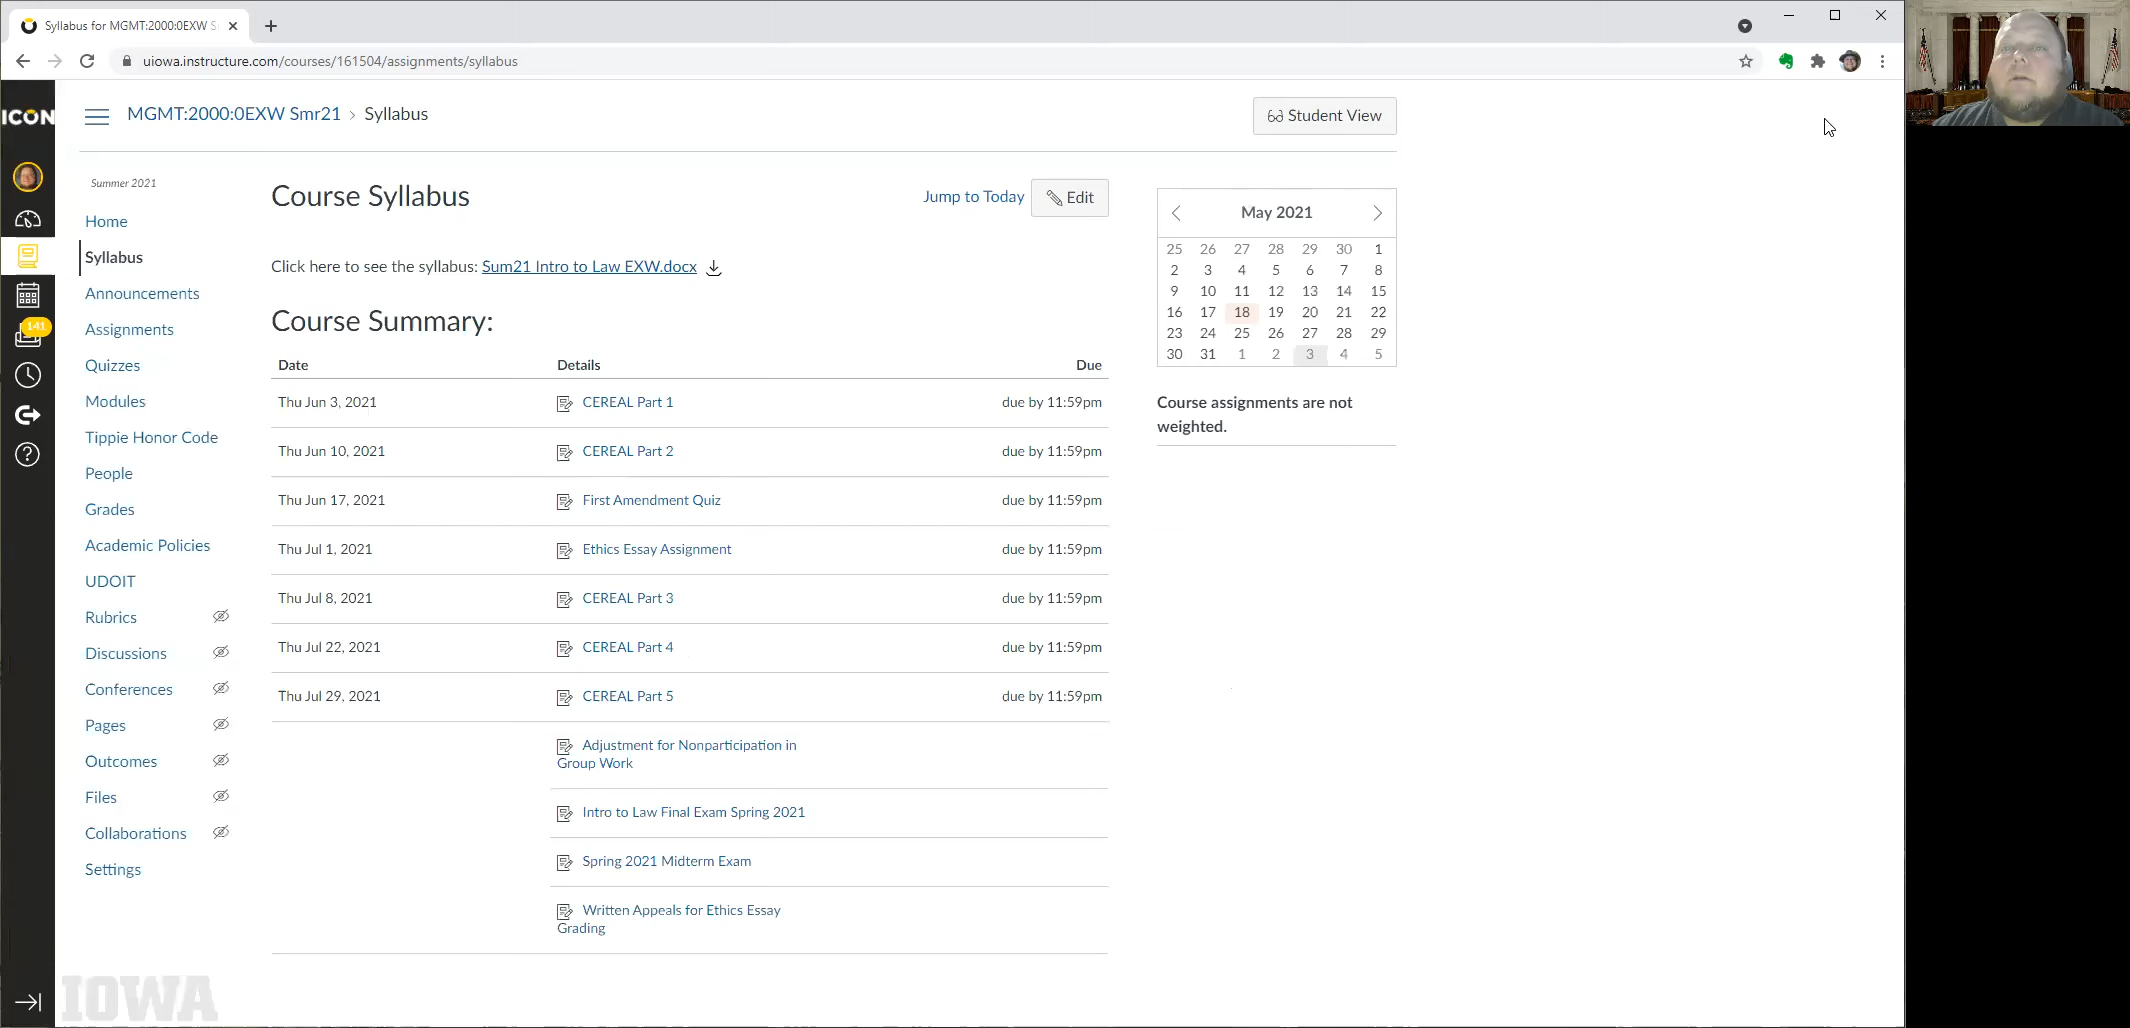 Syllabus for MGMT:2000:0EXW S
uiowa.instructure.com/courses/161504/assignments/syllabus
ICON
MGMT:2000:0EXW Smr21 > Syllabus
Student View
Summer 2021
Home
Syllabus
Announcements
Assignments
Quizzes
Modules
Tippie Honor Code
People
Grades
Academic Policies
UDOIT
Rubrics
Discussions
Conferences
Pages
Outcomes
Files
Collaborations
Settings
141
IOWA
Course Syllabus
Jump to Today
Edit
Click here to see the syllabus: Sum21 Intro to Law EXW.docx
Course Summary:
Date Details Due
Thu Jun 3, 2021 CEREAL Part 1 due by 11:59pm
Thu Jun 10, 2021 CEREAL Part 2 due by 11:59pm
Thu Jun 17, 2021 First Amendment Quiz due by 11:59pm
Thu Jul 1, 2021 Ethics Essay Assignment due by 11:59pm
Thu Jul 8, 2021 CEREAL Part 3 due by 11:59pm
Thu Jul 22, 2021 CEREAL Part 4 due by 11:59pm
Thu Jul 29, 2021 CEREAL Part 5 due by 11:59pm
Adjustment for Nonparticipation in
Group Work
Intro to Law Final Exam Spring 2021
Spring 2021 Midterm Exam
Written Appeals for Ethics Essay
Grading
May 2021
25 26 27 28 29 30 1
2 3 4 5 6 7 8
9 10 11 12 13 14 15
16 17 18 19 20 21 22
23 24 25 26 27 28 29
30 31 1 2 3 4 5
Course assignments are not
weighted.